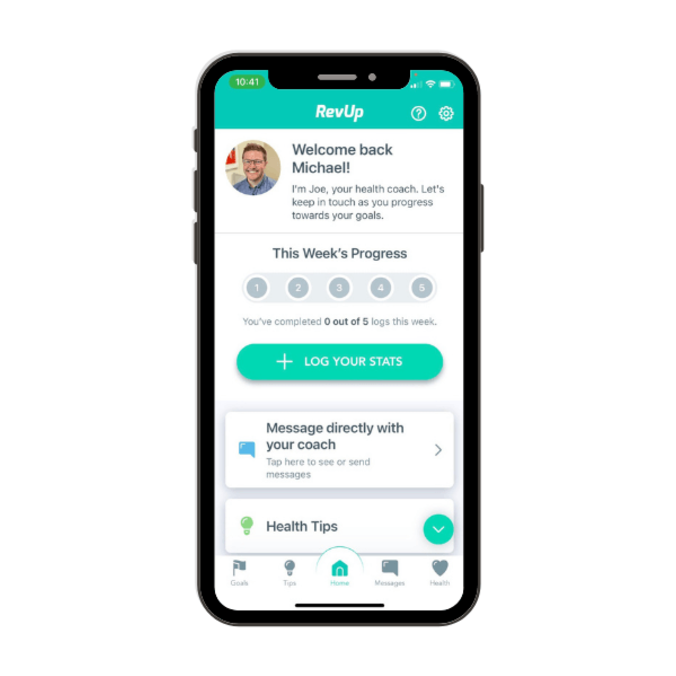 10:41
RevUp
Welcome back
Michael!
I'm Joe, your health coach. Let's
keep in touch as you progress
towards your goals.
This Week's Progress
1 2 3 4 5
You've completed 0 out of 5 logs this week.
+ LOG YOUR STATS
Message directly with
your coach
Tap here to see or send
messages
Health Tips
Goals Tips Home Messages Health